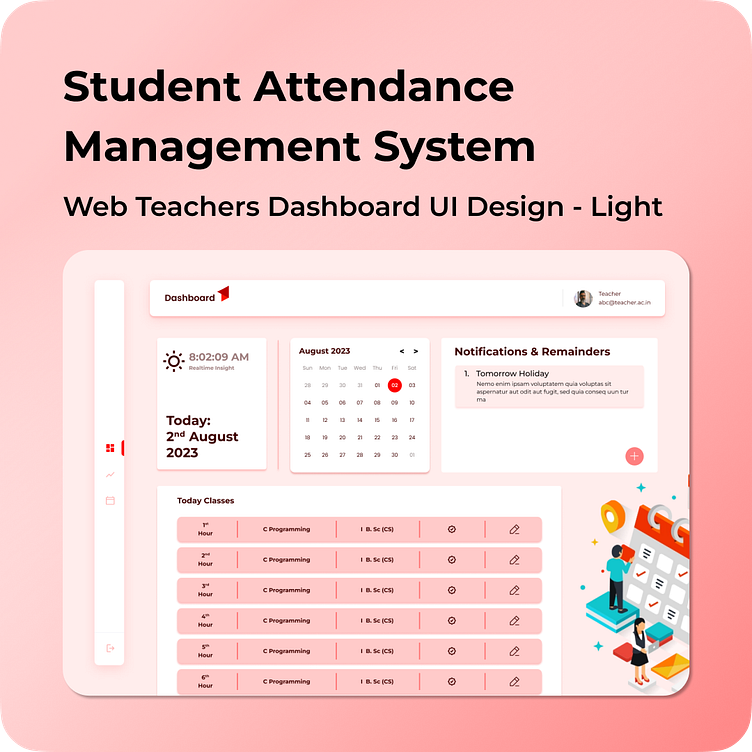 Student Attendance
Management System
Web Teachers Dashboard UI Design - Light
Dashboard
Teacher
abc@teacher.ac.in
8:02:09 AM
Realtime Insight
Today:
2nd August
2023
August 2023 < >
Sun Mon Tue Wed Thu Fri Sat
28 29 30 31 01 02 03
04 05 06 07 08 09 10
11 12 13 14 15 16 17
18 19 20 21 22 23 24
25 26 27 28 29 30 01
Notifications & Remainders
1. Tomorrow Holiday
Nemo enim ipsam voluptatem quia voluptas sit
aspernatur aut odit aut fugit, sed quia conseq uun tur
ma
Today Classes
1st Hour C Programming I B. Sc (CS)
2nd Hour C Programming I B. Sc (CS)
3rd Hour C Programming I B. Sc (CS)
4th Hour C Programming I B. Sc (CS)
5th Hour C Programming I B. Sc (CS)
6th Hour C Programming I B. Sc (CS)